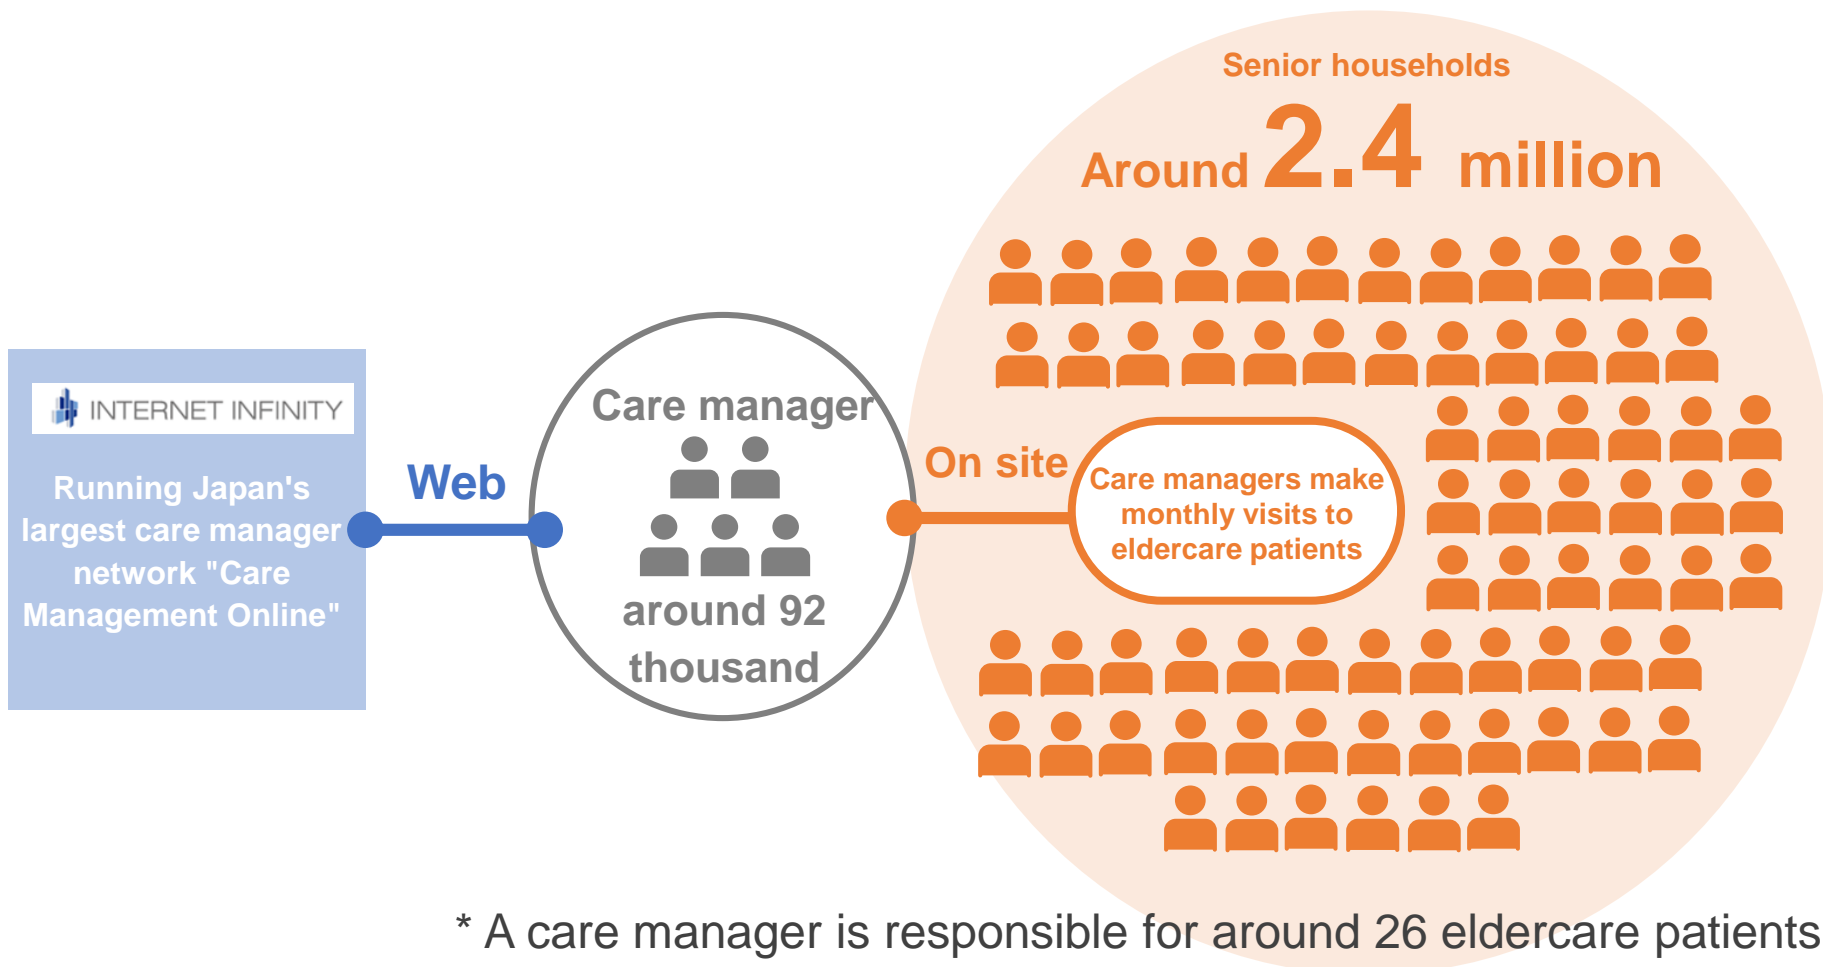 INTERNET INFINITY
Running Japan's
largest care manager
network "Care
Management Online"
Web
Care manager
around 92
thousand
On site
Senior households
Around 2.4 million
Care managers make
monthly visits to
eldercare patients
* A care manager is responsible for around 26 eldercare patients